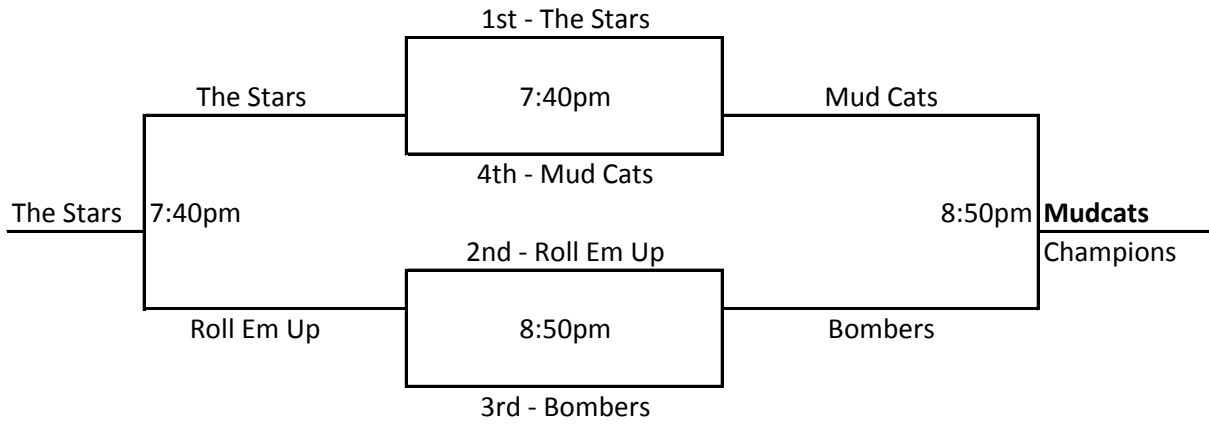 1st - The Stars
The Stars
7:40pm
Mud Cats
4th - Mud Cats
The Stars
7:40pm
8:50pm
Mudcats
2nd - Roll Em Up
Champions
Roll Em Up
8:50pm
Bombers
3rd - Bombers